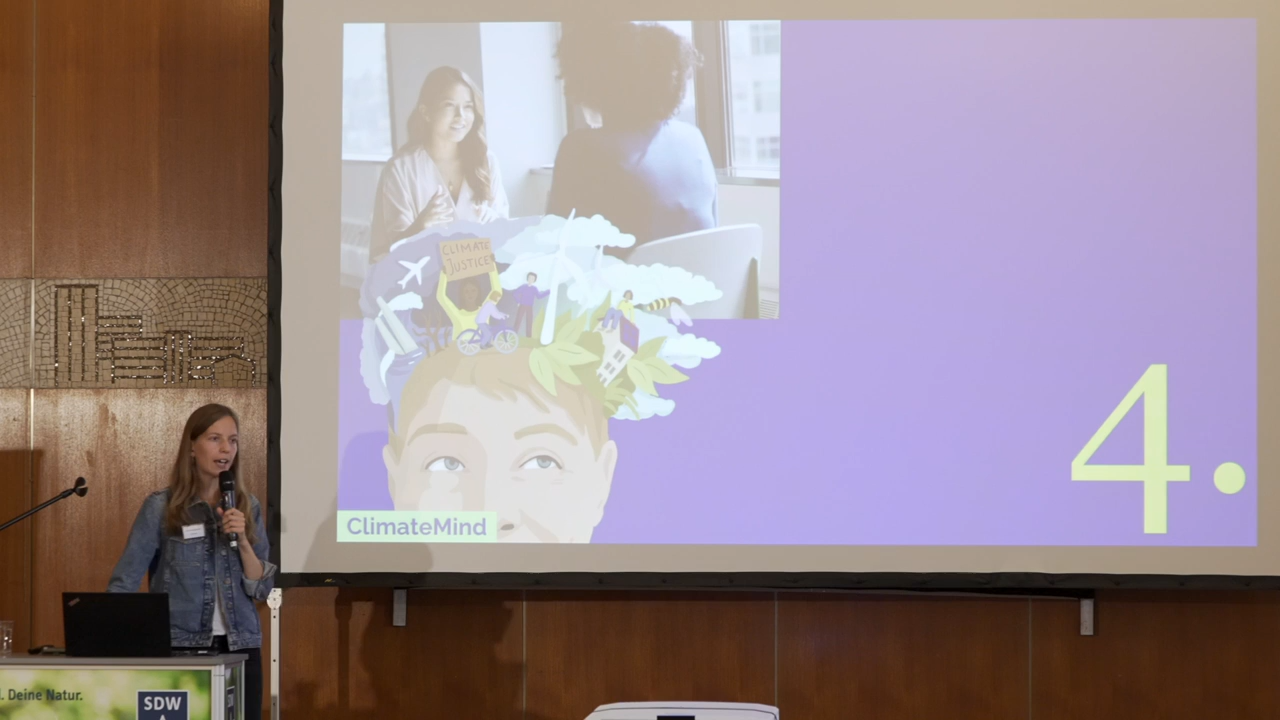 CLIMATE
JUSTICE
4.
ClimateMind
. Deine Natur.
SDW